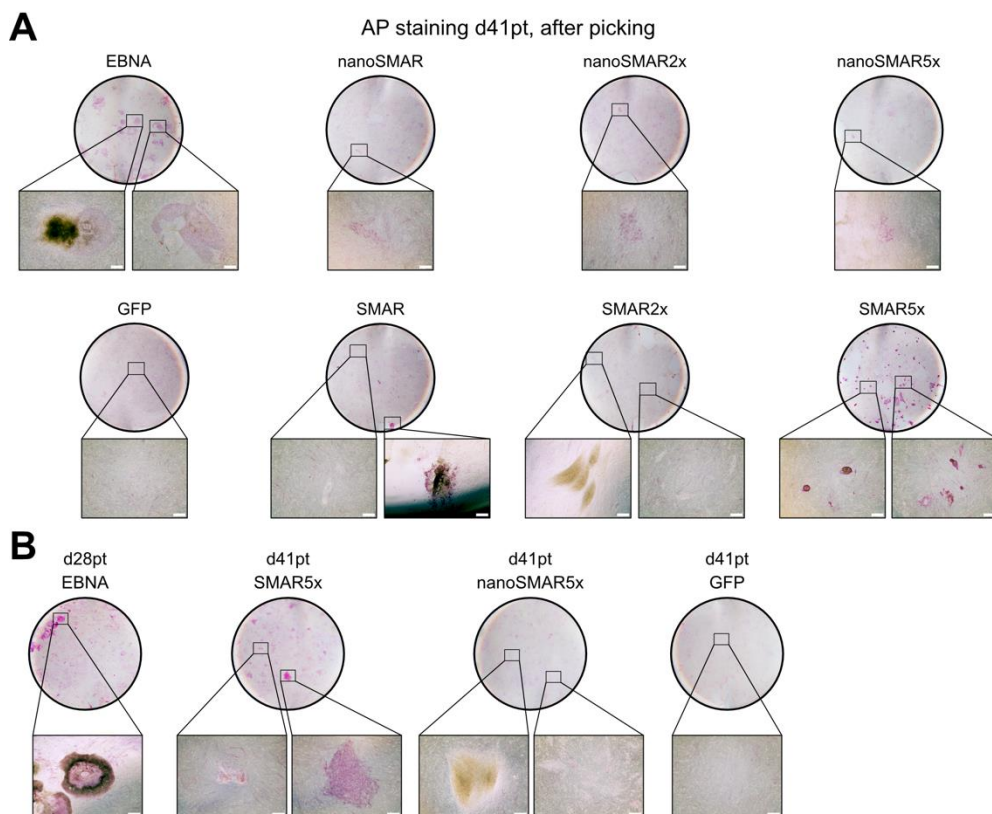 A
AP staining d41pt, after picking
EBNA
nanoSMAR
nanoSMAR2x
nanoSMAR5x
GFP
SMAR
SMAR2x
SMAR5x
B
d28pt
EBNA
d41pt
SMAR5x
d41pt
nanoSMAR5x
d41pt
GFP